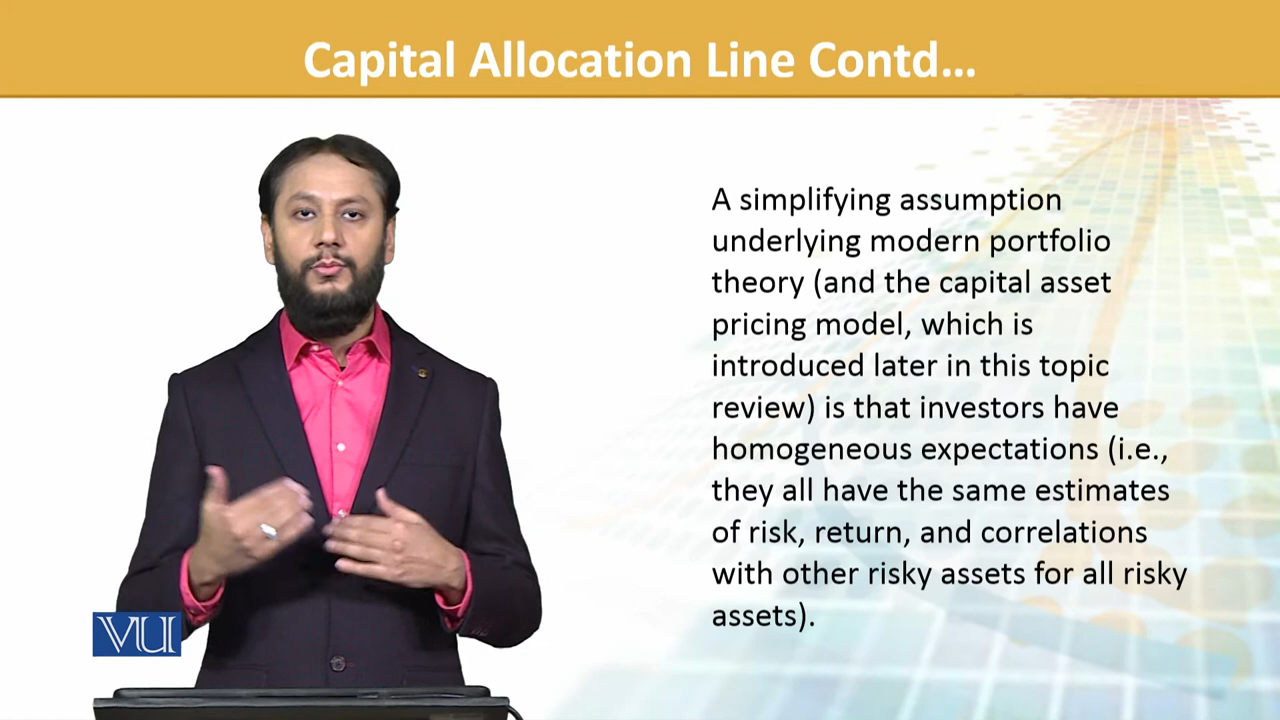 Capital Allocation Line Contd...
A simplifying assumption
underlying modern portfolio
theory (and the capital asset
pricing model, which is
introduced later in this topic
review) is that investors have
homogeneous expectations (i.e.,
they all have the same estimates
of risk, return, and correlations
with other risky assets for all risky
assets).
VU